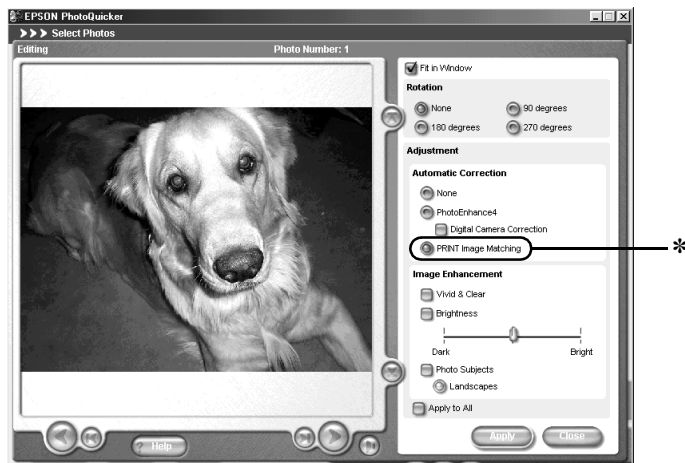 EPSON PhotoQuicker
>>> Select Photos
Editing Photo Number: 1
Fit in Window
Rotation
None 90 degrees
180 degrees 270 degrees
Adjustment
Automatic Correction
None
PhotoEnhance4
Digital Camera Correction
PRINT Image Matching *
Image Enhancement
Vivid & Clear
Brightness
Dark Bright
Photo Subjects
Landscapes
Apply to All
? Help Apply Close